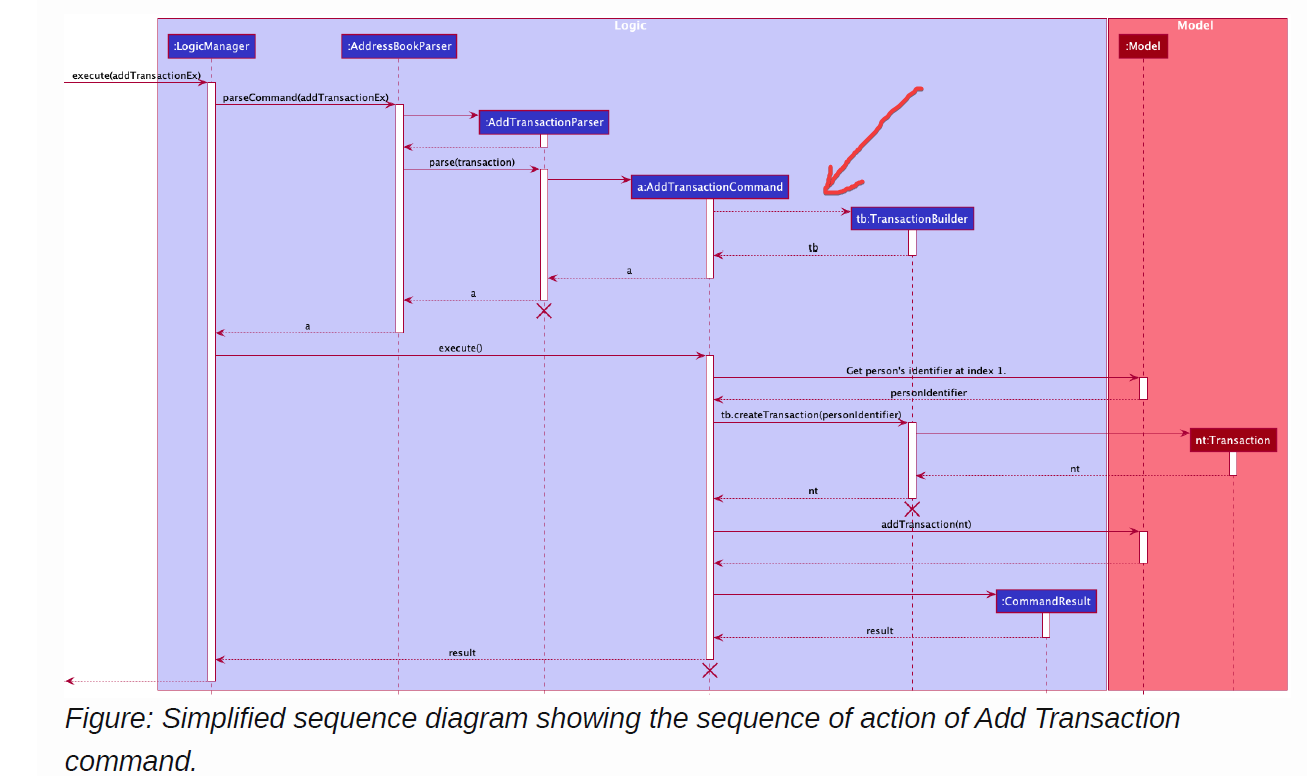 Logic
Model
:LogicManager
:AddressBookParser
:Model
execute(addTransactionEx)
parseCommand(addTransactionEx)
:AddTransactionParser
parse(transaction)
a:AddTransactionCommand
tb:TransactionBuilder
tb
a
a
a
execute()
Get person's identifier at index 1.
personIdentifier
tb.createTransaction(personIdentifier)
nt:Transaction
nt
nt
addTransaction(nt)
:CommandResult
result
result
Figure: Simplified sequence diagram showing the sequence of action of Add Transaction
command.